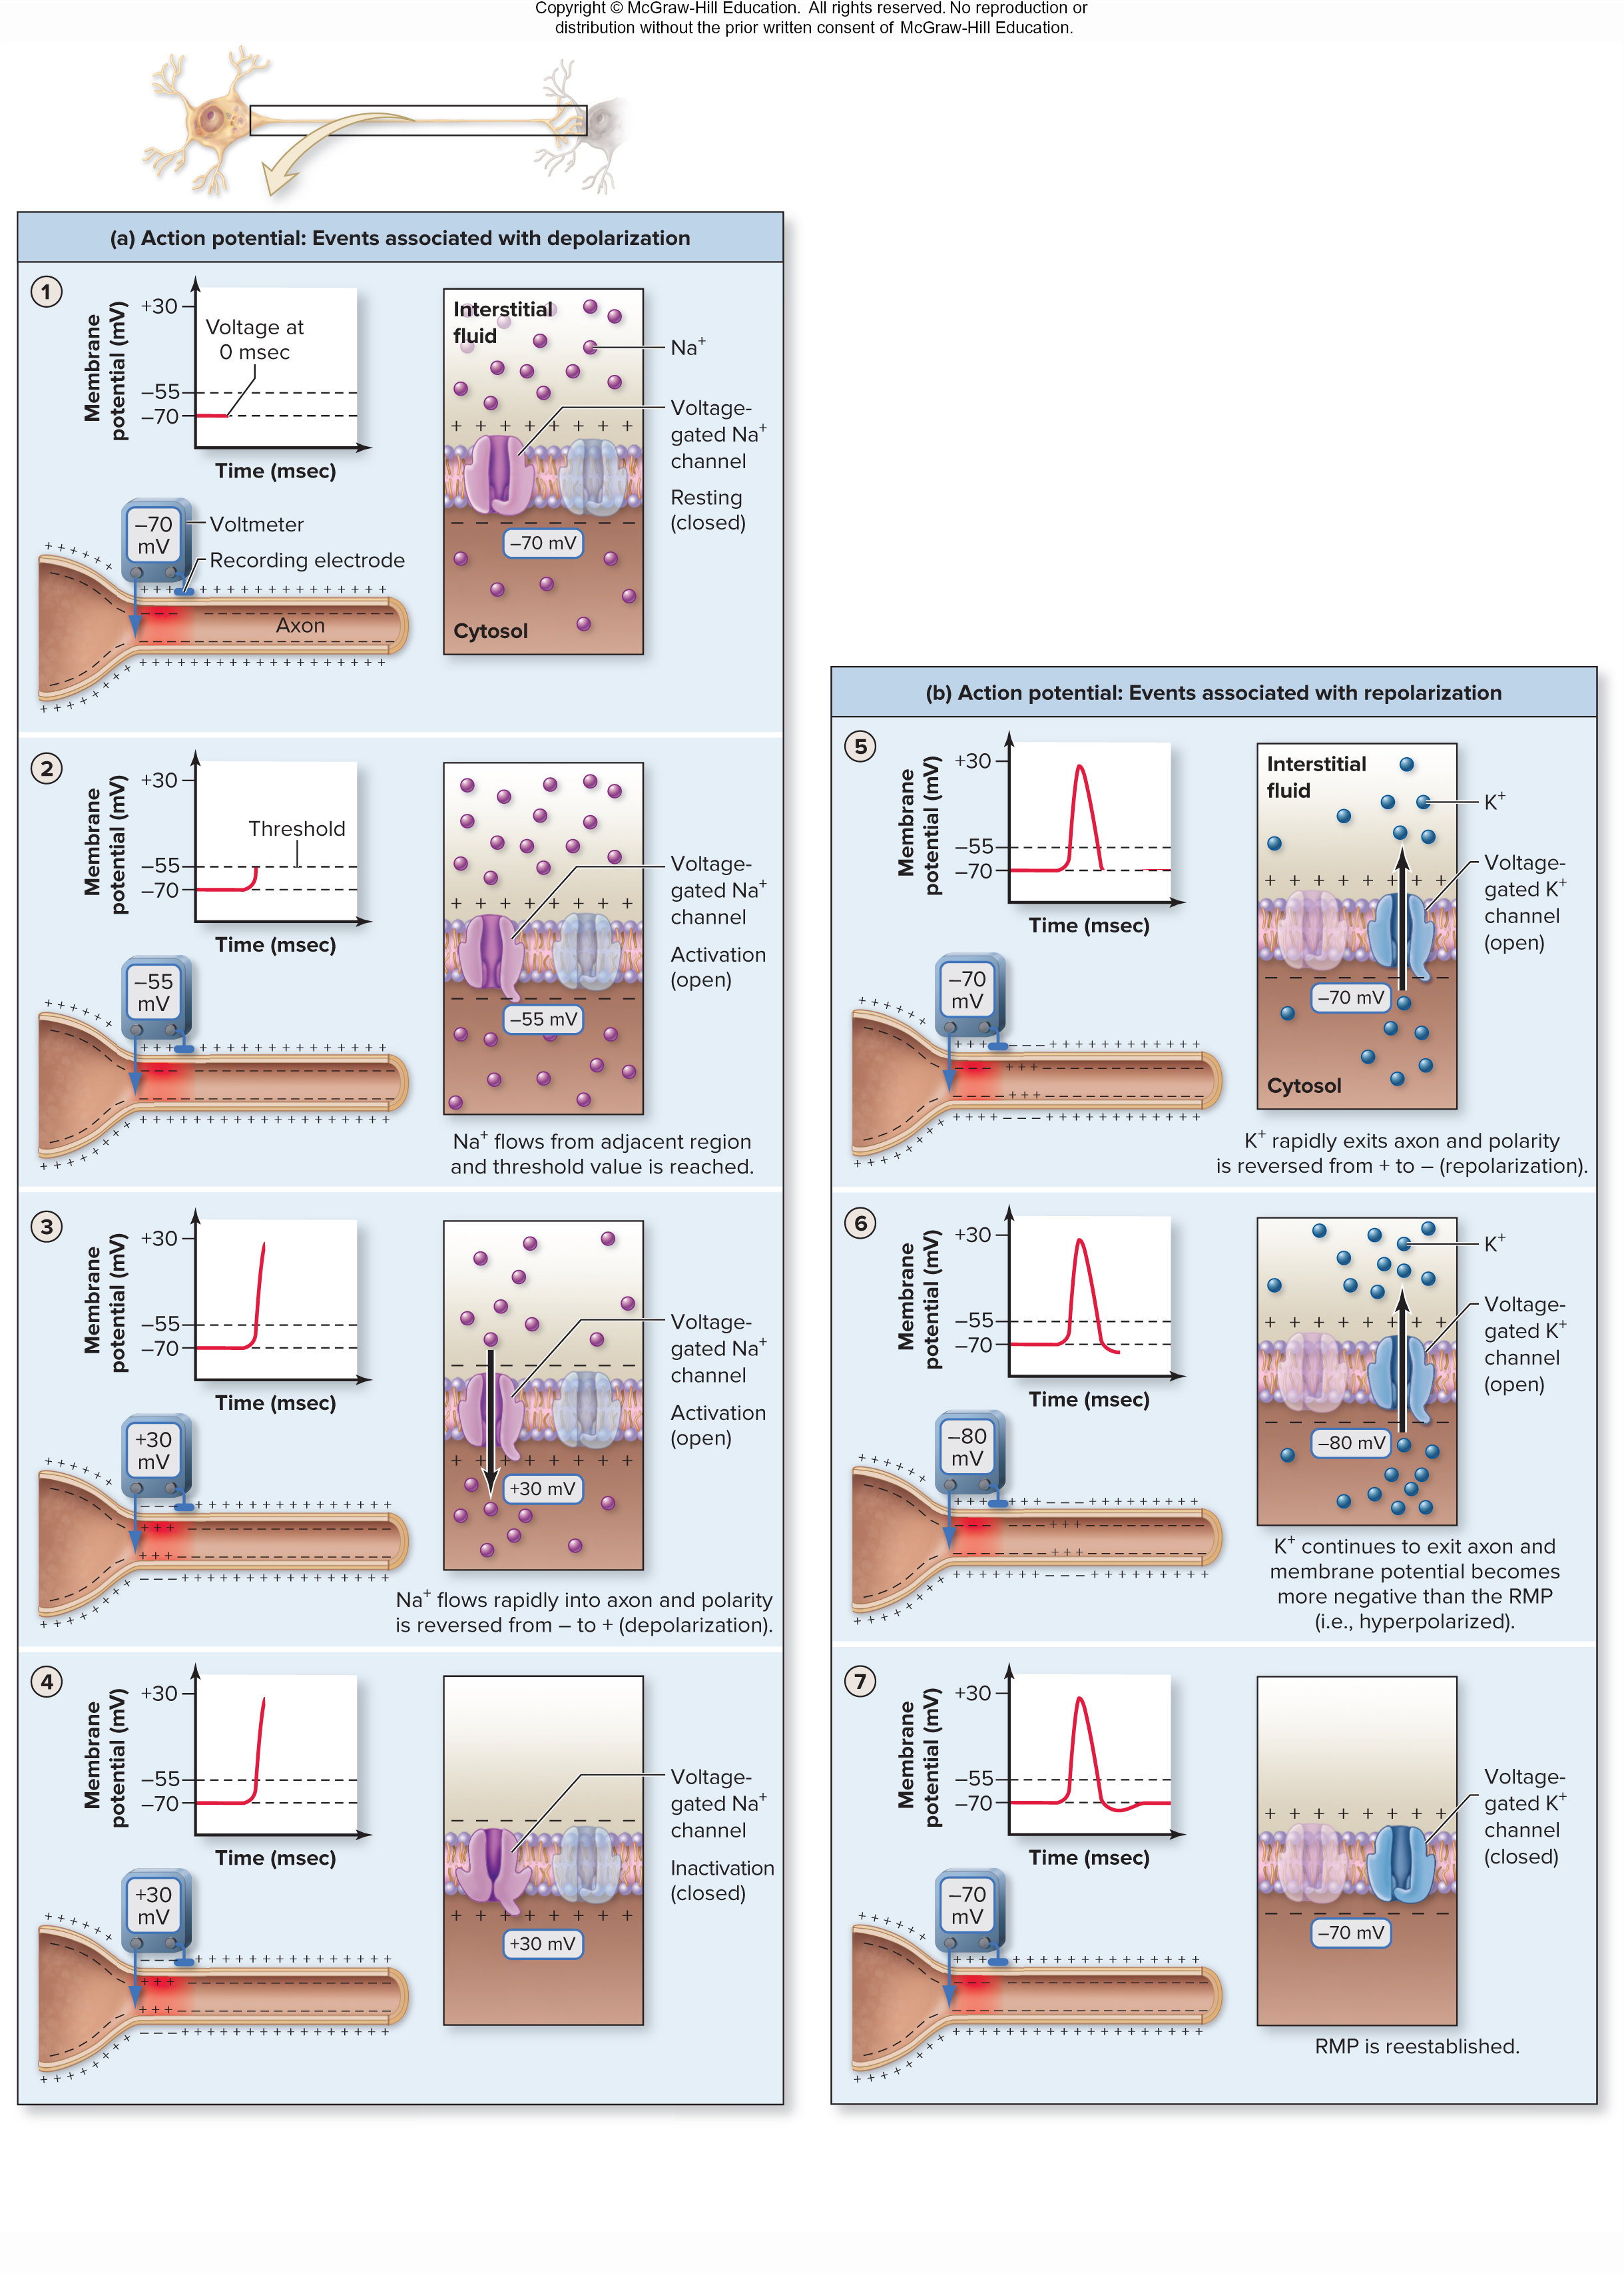 Copyright © McGraw-Hill Education. All rights reserved. No reproduction or
distribution without the prior written consent of McGraw-Hill Education.
(a) Action potential: Events associated with depolarization
1
Membrane
potential (mV)
+30
–55
–70
Voltage at
0 msec
Time (msec)
–70
mV
Voltmeter
Recording electrode
Axon
Interstitial
fluid
Na+
Voltage-
gated Na+
channel
Resting
(closed)
–70 mV
Cytosol
2
Membrane
potential (mV)
+30
–55
–70
Threshold
Time (msec)
–55
mV
Voltage-
gated Na+
channel
Activation
(open)
–55 mV
Na+ flows from adjacent region
and threshold value is reached.
3
Membrane
potential (mV)
+30
–55
–70
Time (msec)
+30
mV
Voltage-
gated Na+
channel
Activation
(open)
+30 mV
Na+ flows rapidly into axon and polarity
is reversed from – to + (depolarization).
4
Membrane
potential (mV)
+30
–55
–70
Time (msec)
+30
mV
Voltage-
gated Na+
channel
Inactivation
(closed)
+30 mV
(b) Action potential: Events associated with repolarization
5
Membrane
potential (mV)
+30
–55
–70
Time (msec)
–70
mV
Interstitial
fluid
K+
Voltage-
gated K+
channel
(open)
–70 mV
Cytosol
K+ rapidly exits axon and polarity
is reversed from + to – (repolarization).
6
Membrane
potential (mV)
+30
–55
–70
Time (msec)
–80
mV
K+
Voltage-
gated K+
channel
(open)
–80 mV
K+ continues to exit axon and
membrane potential becomes
more negative than the RMP
(i.e., hyperpolarized).
7
Membrane
potential (mV)
+30
–55
–70
Time (msec)
–70
mV
Voltage-
gated K+
channel
(closed)
–70 mV
RMP is reestablished.